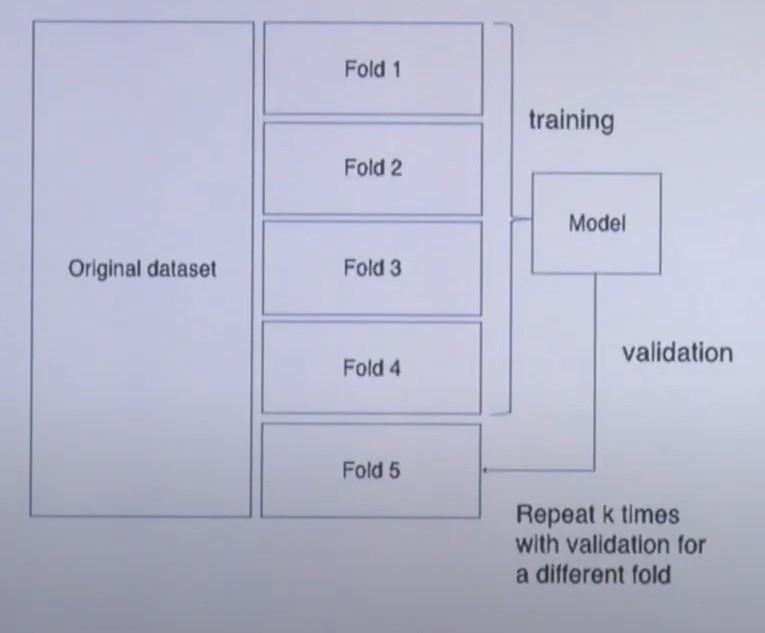 Fold 1
training
Fold 2
Model
Original dataset
Fold 3
validation
Fold 4
Fold 5
Repeat k times
with validation for
a different fold